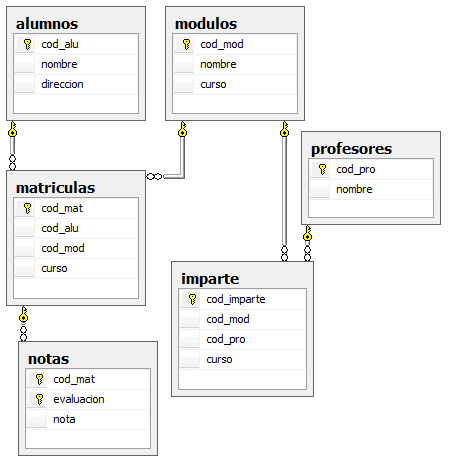 alumnos
cod_alu
nombre
direccion
modulos
cod_mod
nombre
curso
profesores
cod_pro
nombre
matriculas
cod_mat
cod_alu
cod_mod
curso
imparte
cod_imparte
cod_mod
cod_pro
curso
notas
cod_mat
evaluacion
nota